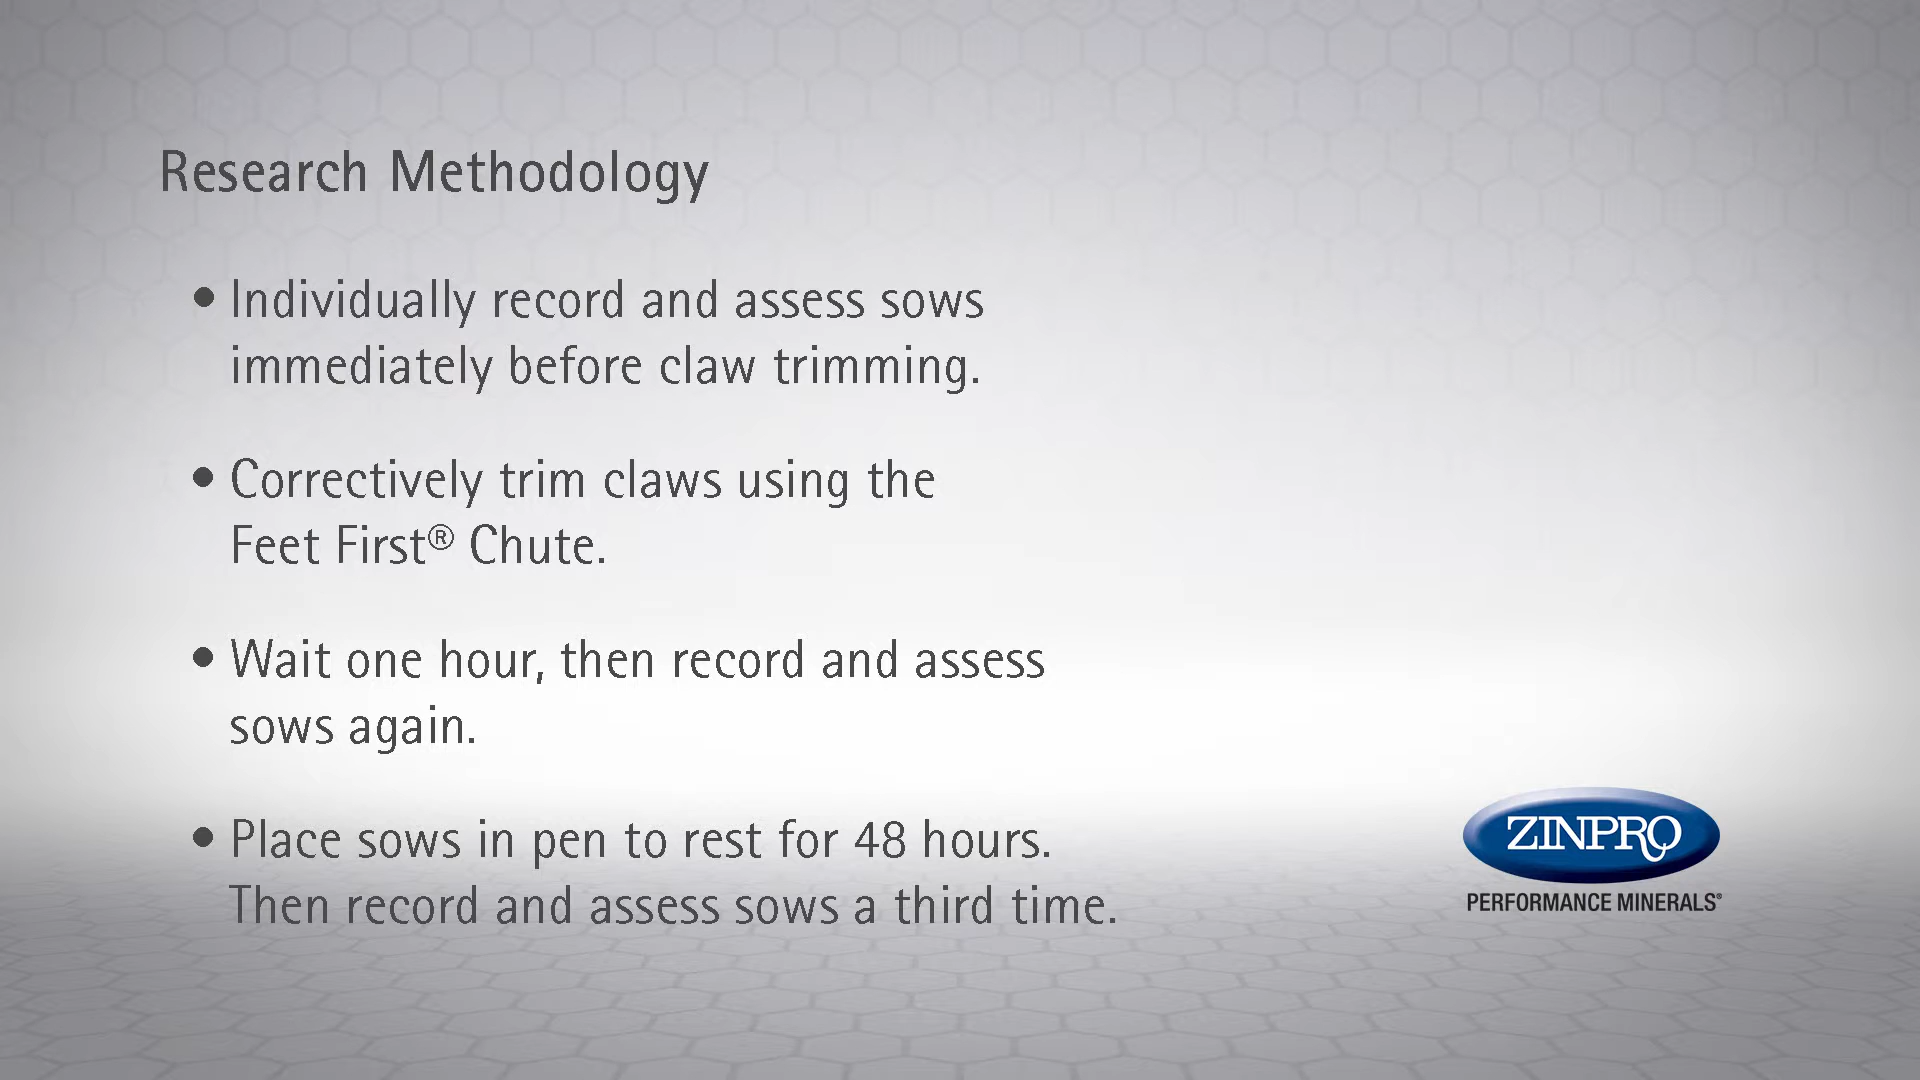 Research Methodology
• Individually record and assess sows
immediately before claw trimming.
• Correctively trim claws using the
Feet First® Chute.
• Wait one hour, then record and assess
sows again.
• Place sows in pen to rest for 48 hours.
Then record and assess sows a third time.
ZINPRO
PERFORMANCE MINERALS®